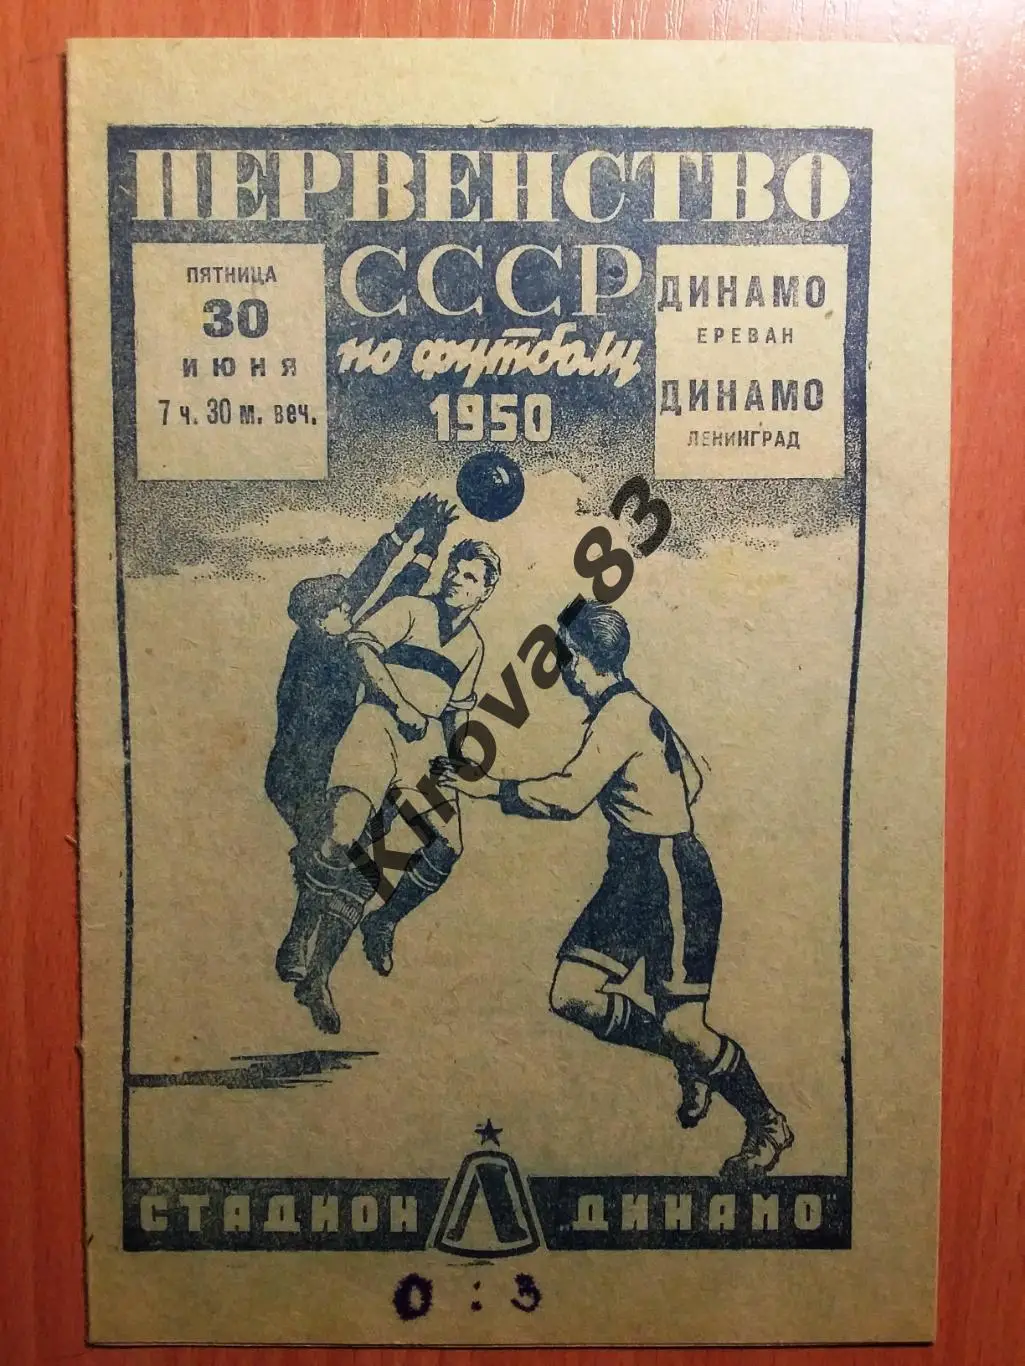 ПЕРВЕНСТВО
СССР
по футболу
1950
ПЯТНИЦА
30
ИЮНЯ
7 ч. 30 м. веч.
ДИНАМО
ЕРЕВАН
ДИНАМО
ЛЕНИНГРАД
Kirova-83
СТАДИОН Л „ДИНАМО"
0 : 3